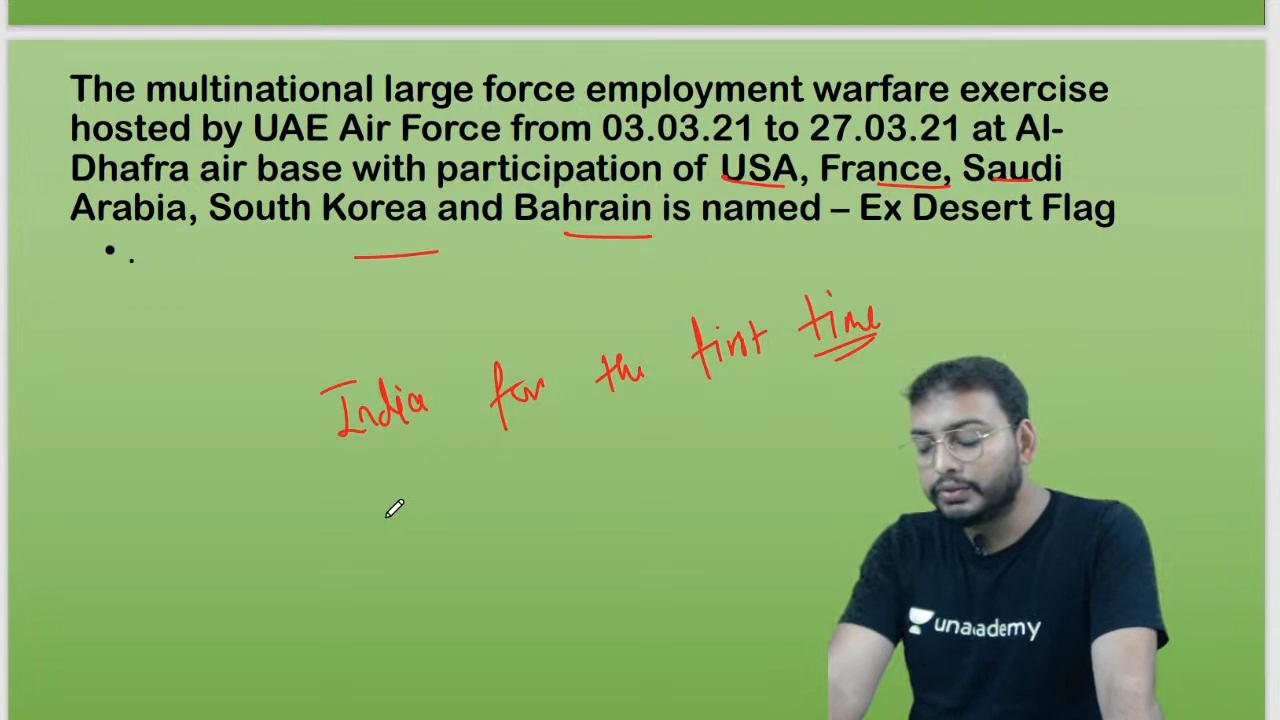 The multinational large force employment warfare exercise
hosted by UAE Air Force from 03.03.21 to 27.03.21 at Al-
Dhafra air base with participation of USA, France, Saudi
Arabia, South Korea and Bahrain is named – Ex Desert Flag
• .
India for the first time
unacademy